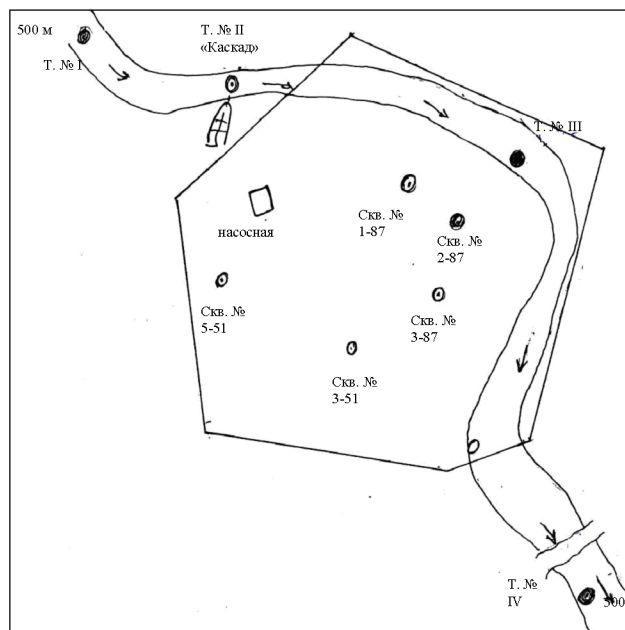 500 м
Т. № I
Т. № II
«Каскад»
Т. № III
насосная
Скв. №
1-87
Скв. №
2-87
Скв. №
5-51
Скв. №
3-87
Скв. №
3-51
Т. №
IV
500